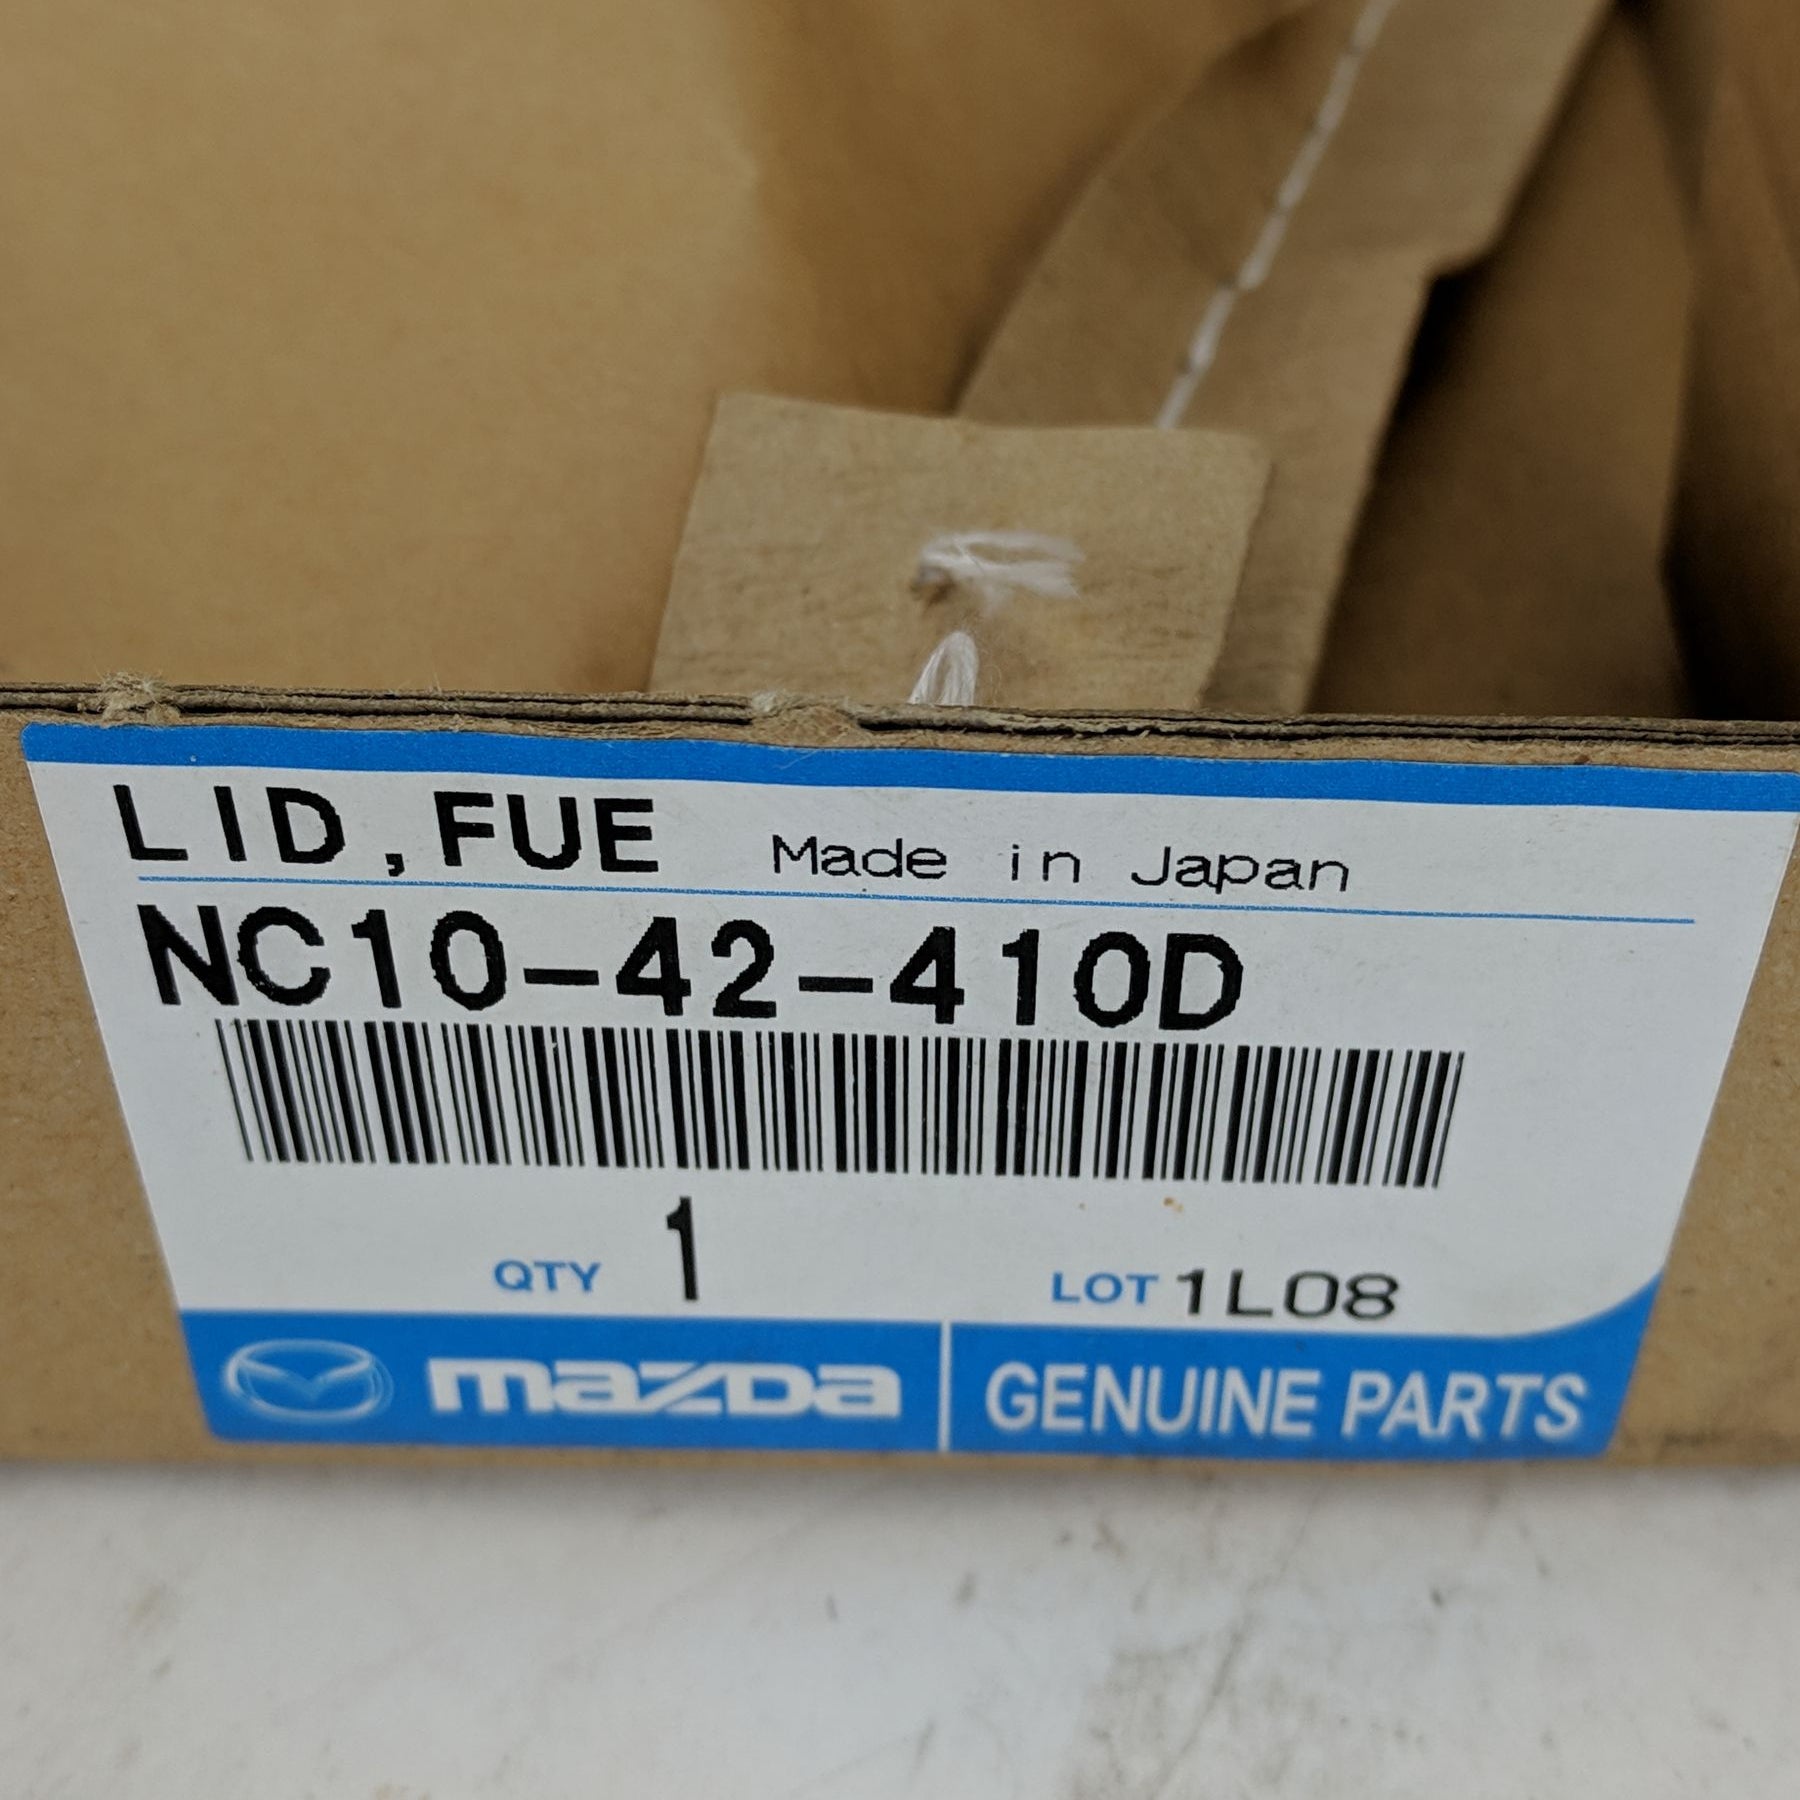 LID,FUE Made in Japan
NC10-42-410D
QTY 1 LOT 1L08
mazda GENUINE PARTS